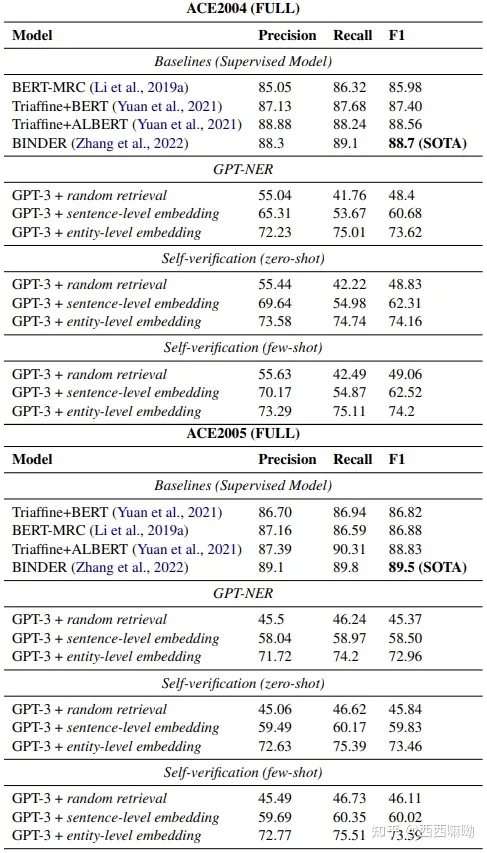 ACE2004 (FULL)
Model Precision Recall F1
Baselines (Supervised Model)
BERT-MRC (Li et al., 2019a) 85.05 86.32 85.98
Triaffine+BERT (Yuan et al., 2021) 87.13 87.68 87.40
Triaffine+ALBERT (Yuan et al., 2021) 88.88 88.24 88.56
BINDER (Zhang et al., 2022) 88.3 89.1 88.7 (SOTA)
GPT-NER
GPT-3 + random retrieval 55.04 41.76 48.4
GPT-3 + sentence-level embedding 65.31 53.67 60.68
GPT-3 + entity-level embedding 72.23 75.01 73.62
Self-verification (zero-shot)
GPT-3 + random retrieval 55.44 42.22 48.83
GPT-3 + sentence-level embedding 69.64 54.98 62.31
GPT-3 + entity-level embedding 73.58 74.74 74.16
Self-verification (few-shot)
GPT-3 + random retrieval 55.63 42.49 49.06
GPT-3 + sentence-level embedding 70.17 54.87 62.52
GPT-3 + entity-level embedding 73.29 75.11 74.2
ACE2005 (FULL)
Model Precision Recall F1
Baselines (Supervised Model)
Triaffine+BERT (Yuan et al., 2021) 86.70 86.94 86.82
BERT-MRC (Li et al., 2019a) 87.16 86.59 86.88
Triaffine+ALBERT (Yuan et al., 2021) 87.39 90.31 88.83
BINDER (Zhang et al., 2022) 89.1 89.8 89.5 (SOTA)
GPT-NER
GPT-3 + random retrieval 45.5 46.24 45.37
GPT-3 + sentence-level embedding 58.04 58.97 58.50
GPT-3 + entity-level embedding 71.72 74.2 72.96
Self-verification (zero-shot)
GPT-3 + random retrieval 45.06 46.62 45.84
GPT-3 + sentence-level embedding 59.49 60.17 59.83
GPT-3 + entity-level embedding 72.63 75.39 73.46
Self-verification (few-shot)
GPT-3 + random retrieval 45.49 46.73 46.11
GPT-3 + sentence-level embedding 59.69 60.35 60.02
GPT-3 + entity-level embedding 72.77 75.51 73.59
知乎 @西西嘛呦